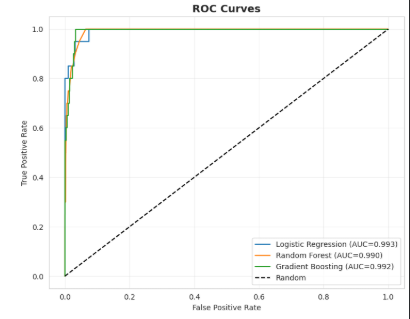 ROC Curves
1.0
0.8
0.6
0.4
0.2
0.0
True Positive Rate
0.0 0.2 0.4 0.6 0.8 1.0
False Positive Rate
Logistic Regression (AUC=0.993)
Random Forest (AUC=0.990)
Gradient Boosting (AUC=0.992)
Random